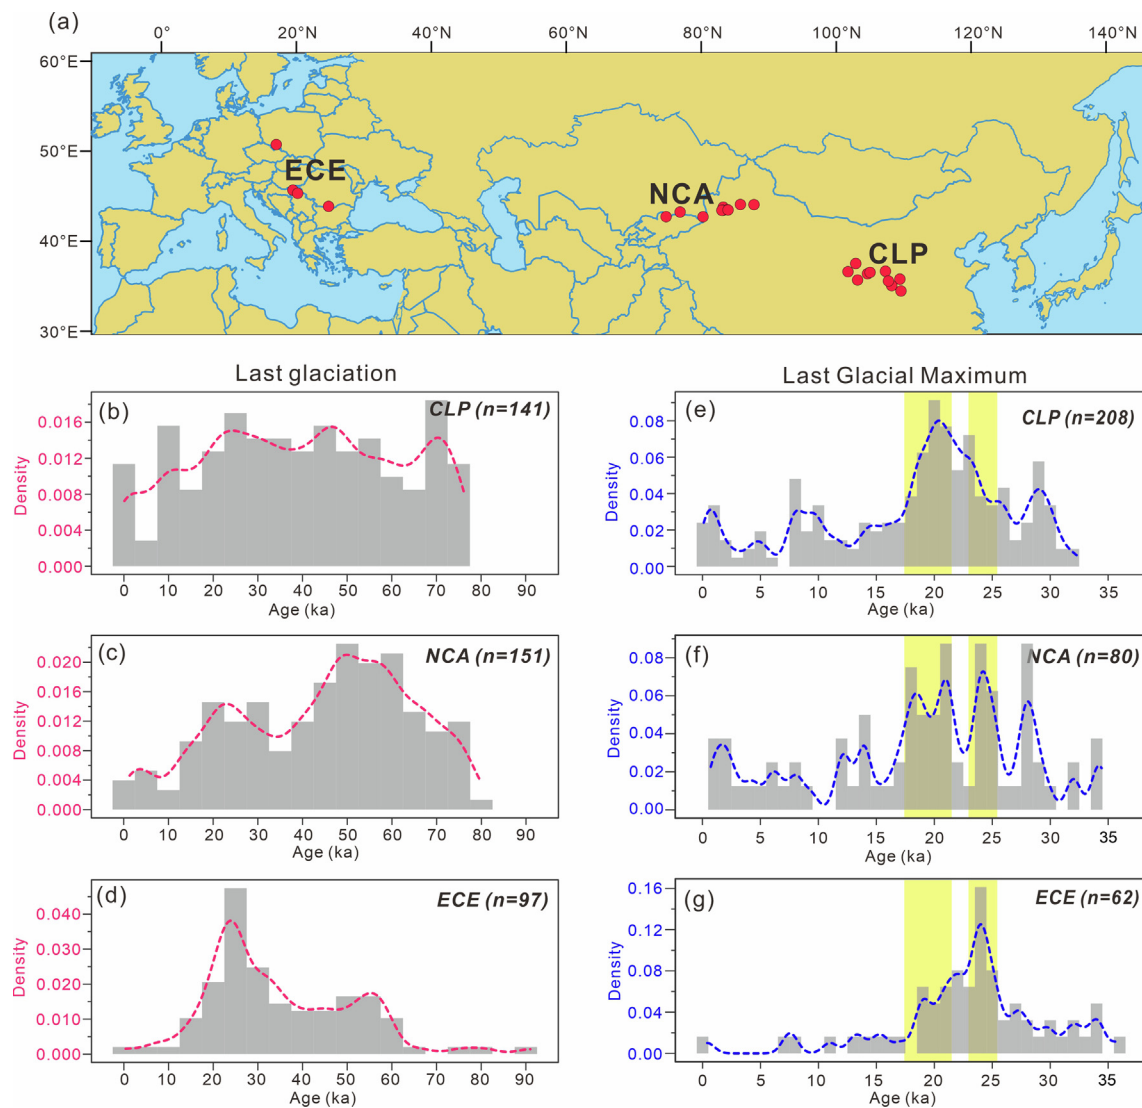 (a)
0° 20°N 40°N 60°N 80°N 100°N 120°N 140°N
60°E
50°E
40°E
30°E
ECE
NCA
CLP
Last glaciation
Last Glacial Maximum
(b) CLP (n=141)
Density
0.016
0.012
0.008
0.004
0.000
0 10 20 30 40 50 60 70 80 90
Age (ka)
(e) CLP (n=208)
Density
0.08
0.06
0.04
0.02
0.00
0 5 10 15 20 25 30 35
Age (ka)
(c) NCA (n=151)
Density
0.020
0.016
0.012
0.008
0.004
0.000
0 10 20 30 40 50 60 70 80 90
Age (ka)
(f) NCA (n=80)
Density
0.08
0.06
0.04
0.02
0.00
0 5 10 15 20 25 30 35
Age (ka)
(d) ECE (n=97)
Density
0.040
0.030
0.020
0.010
0.000
0 10 20 30 40 50 60 70 80 90
Age (ka)
(g) ECE (n=62)
Density
0.16
0.12
0.08
0.04
0.00
0 5 10 15 20 25 30 35
Age (ka)